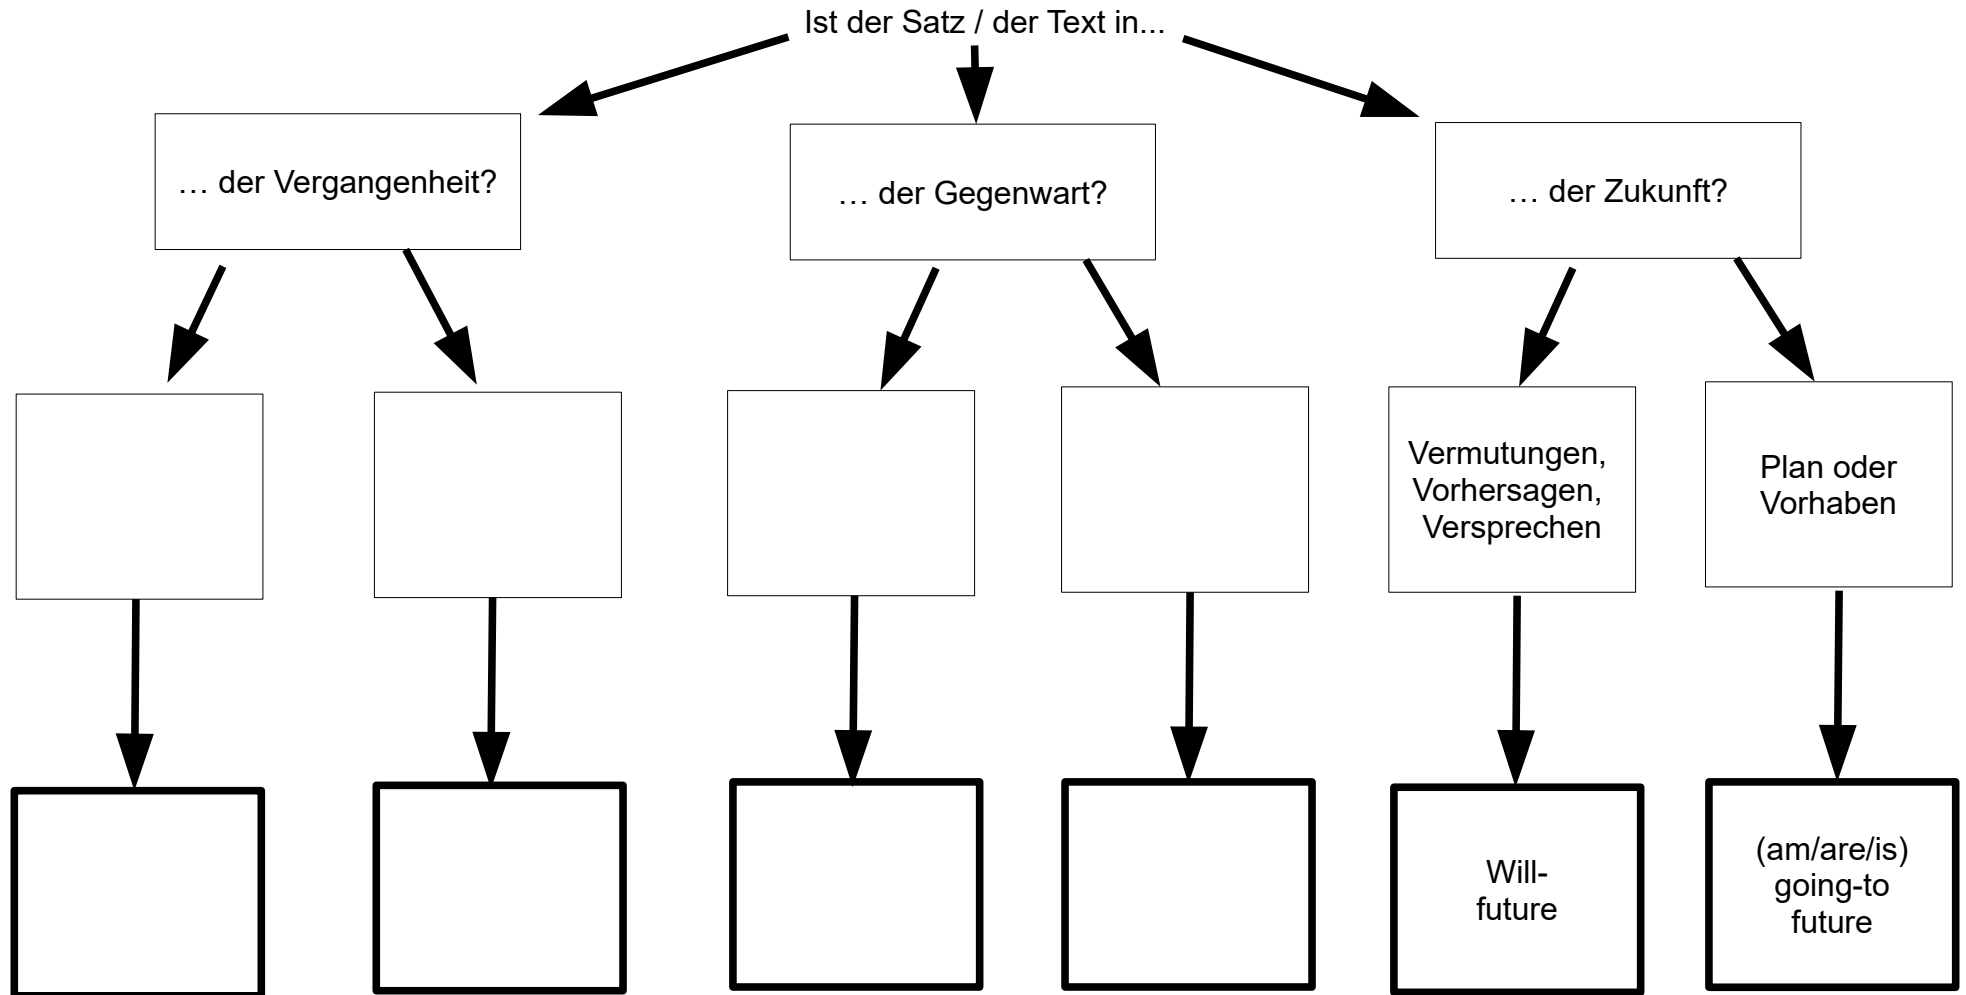 Ist der Satz / der Text in...
… der Vergangenheit?
… der Gegenwart?
… der Zukunft?
Vermutungen,
Vorhersagen,
Versprechen
Plan oder
Vorhaben
Will-
future
(am/are/is)
going-to
future